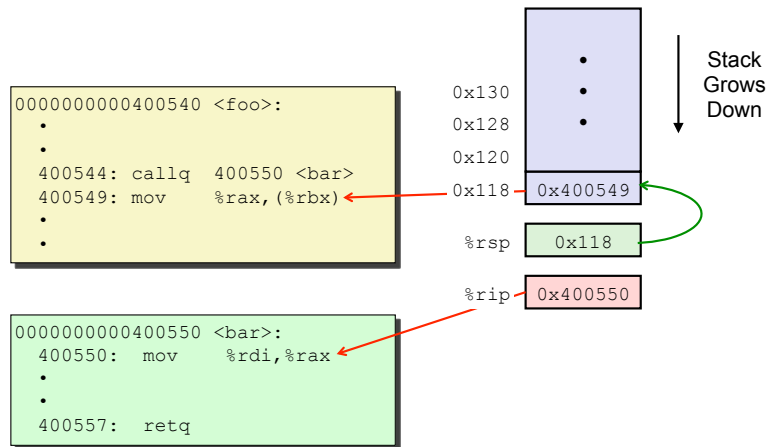 0000000000400540 <foo>:
•
•
400544: callq 400550 <bar>
400549: mov %rax,(%rbx)
•
•
0000000000400550 <bar>:
400550: mov %rdi,%rax
•
•
400557: retq
•
•
•
0x130
0x128
0x120
0x118 0x400549
%rsp 0x118
%rip 0x400550
Stack
Grows
Down